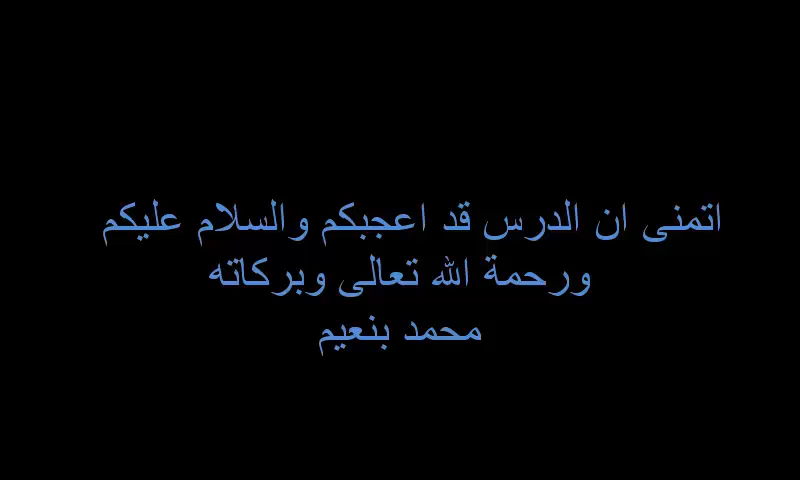 اتمنى ان الدرس قد اعجبكم والسلام عليكم
ورحمة الله تعالى وبركاته
محمد بنعيم